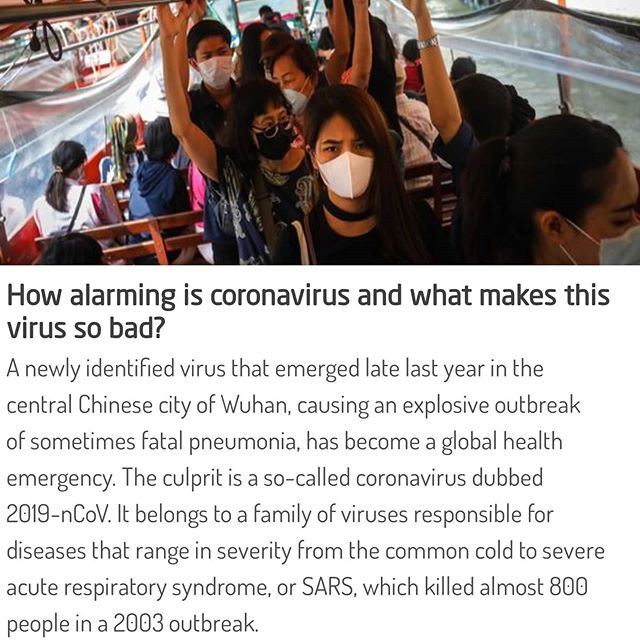 How alarming is coronavirus and what makes this
virus so bad?
A newly identified virus that emerged late last year in the
central Chinese city of Wuhan, causing an explosive outbreak
of sometimes fatal pneumonia, has become a global health
emergency. The culprit is a so-called coronavirus dubbed
2019-nCoV. It belongs to a family of viruses responsible for
diseases that range in severity from the common cold to severe
acute respiratory syndrome, or SARS, which killed almost 800
people in a 2003 outbreak.